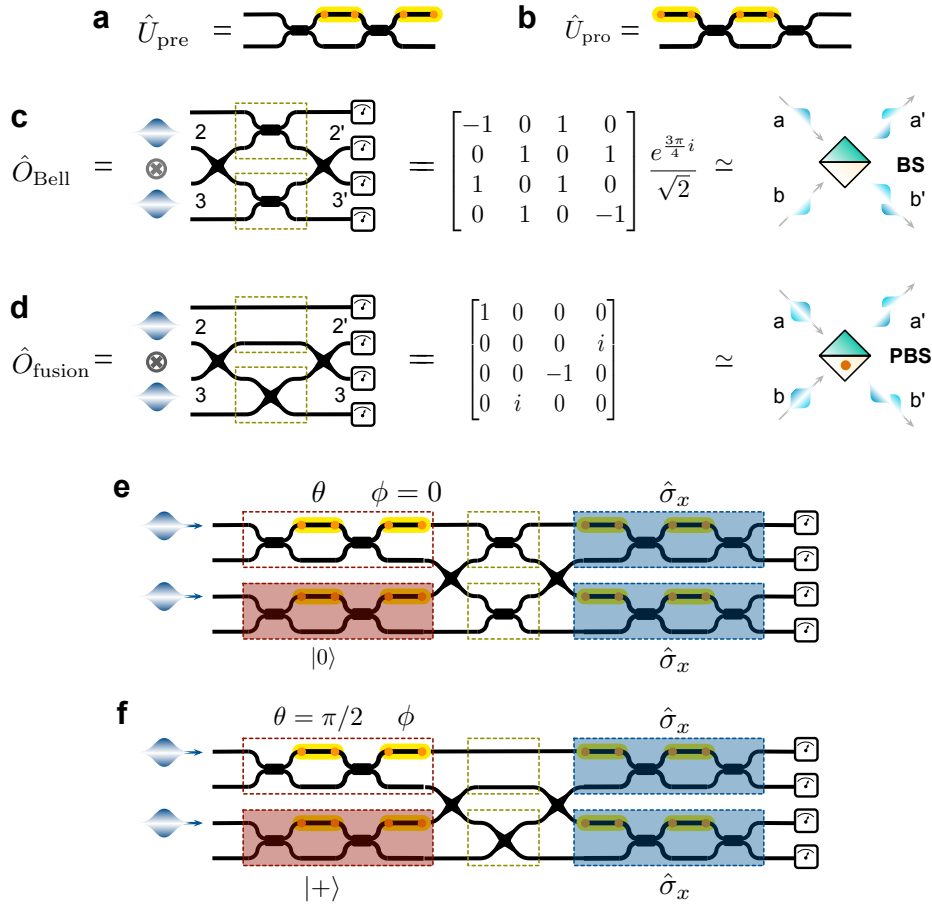 a Û_pre =
b Û_pro =
c Ô_Bell = ⊗ 2 3 2' 3' = [-1 0 1 0
0 1 0 1
1 0 1 0
0 1 0 -1] e^{3π/4 i}/√2 ≃ a b a' b' BS
d Ô_fusion = ⊗ 2 3 2' 3 = [1 0 0 0
0 0 0 i
0 0 -1 0
0 i 0 0] ≃ a b a' b' PBS
e θ ϕ = 0 σ̂_x
|0⟩ σ̂_x
f θ = π/2 ϕ σ̂_x
|+⟩ σ̂_x